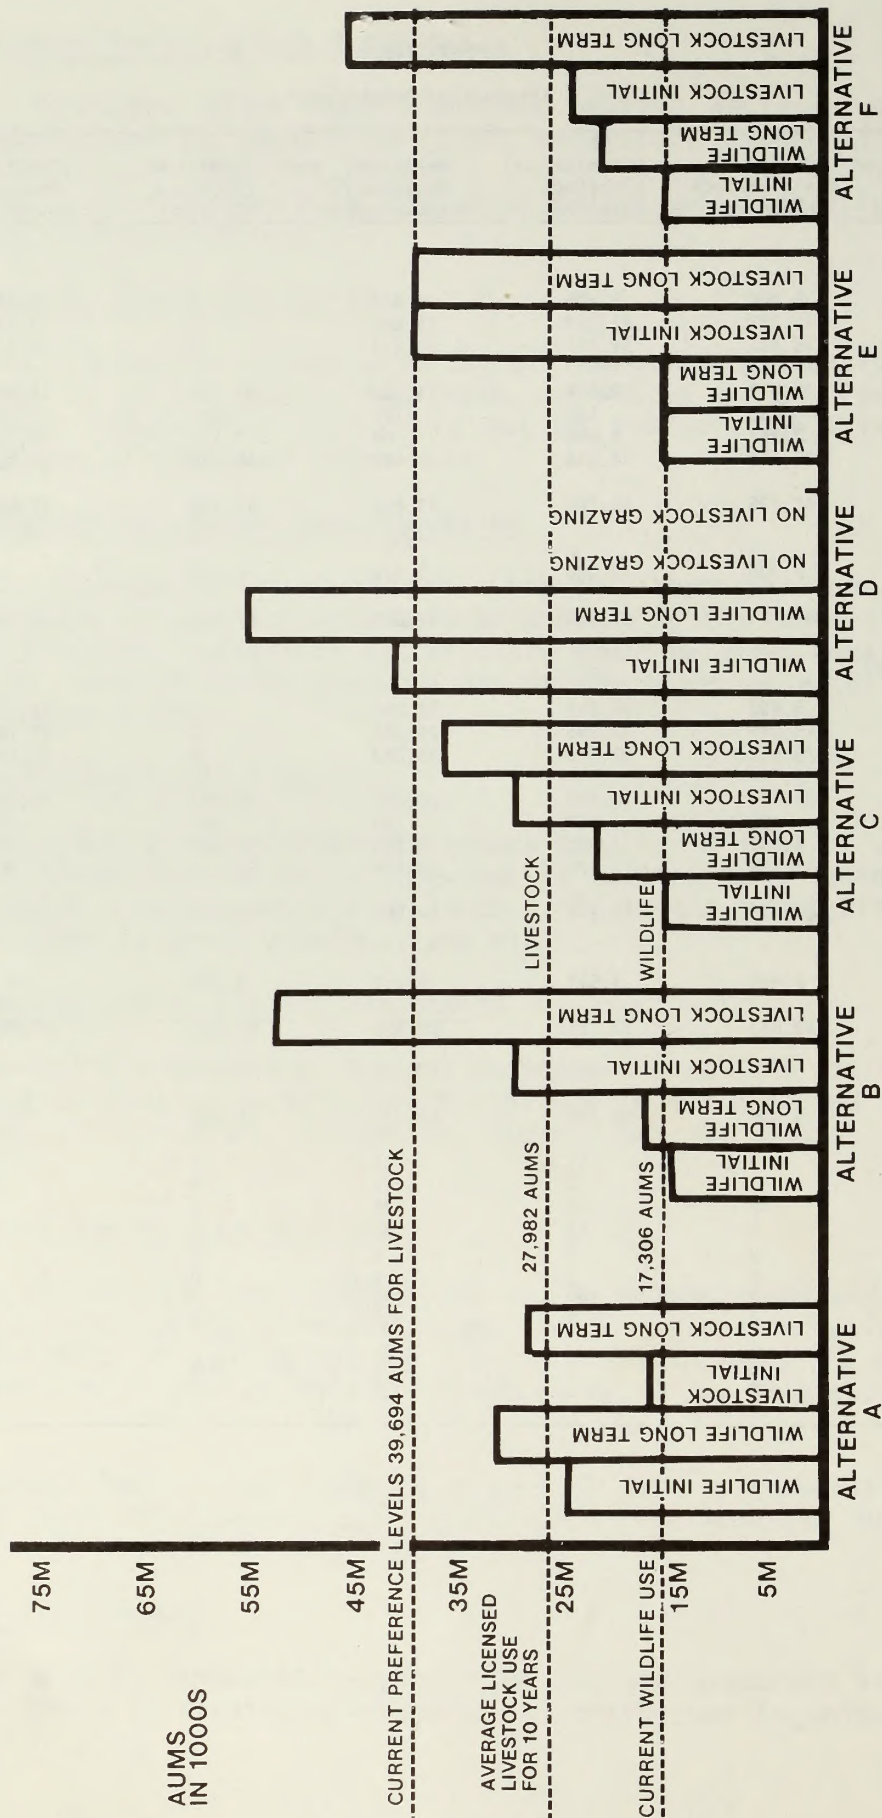 AUMS
IN 1000S
75M
65M
55M
45M
CURRENT PREFERENCE LEVELS 39,694 AUMS FOR LIVESTOCK
35M
AVERAGE LICENSED
LIVESTOCK USE
FOR 10 YEARS
27,982 AUMS
LIVESTOCK
25M
CURRENT WILDLIFE USE
17,306 AUMS
WILDLIFE
15M
5M
WILDLIFE INITIAL
WILDLIFE LONG TERM
LIVESTOCK
INITIAL
LIVESTOCK LONG TERM
ALTERNATIVE
A
WILDLIFE
INITIAL
WILDLIFE
LONG TERM
LIVESTOCK INITIAL
LIVESTOCK LONG TERM
ALTERNATIVE
B
WILDLIFE
INITIAL
WILDLIFE
LONG TERM
LIVESTOCK INITIAL
LIVESTOCK LONG TERM
ALTERNATIVE
C
WILDLIFE INITIAL
WILDLIFE LONG TERM
NO LIVESTOCK GRAZING
NO LIVESTOCK GRAZING
ALTERNATIVE
D
WILDLIFE
INITIAL
WILDLIFE
LONG TERM
LIVESTOCK INITIAL
LIVESTOCK LONG TERM
ALTERNATIVE
E
WILDLIFE
INITIAL
WILDLIFE
LONG TERM
LIVESTOCK INITIAL
LIVESTOCK LONG TERM
ALTERNATIVE
F